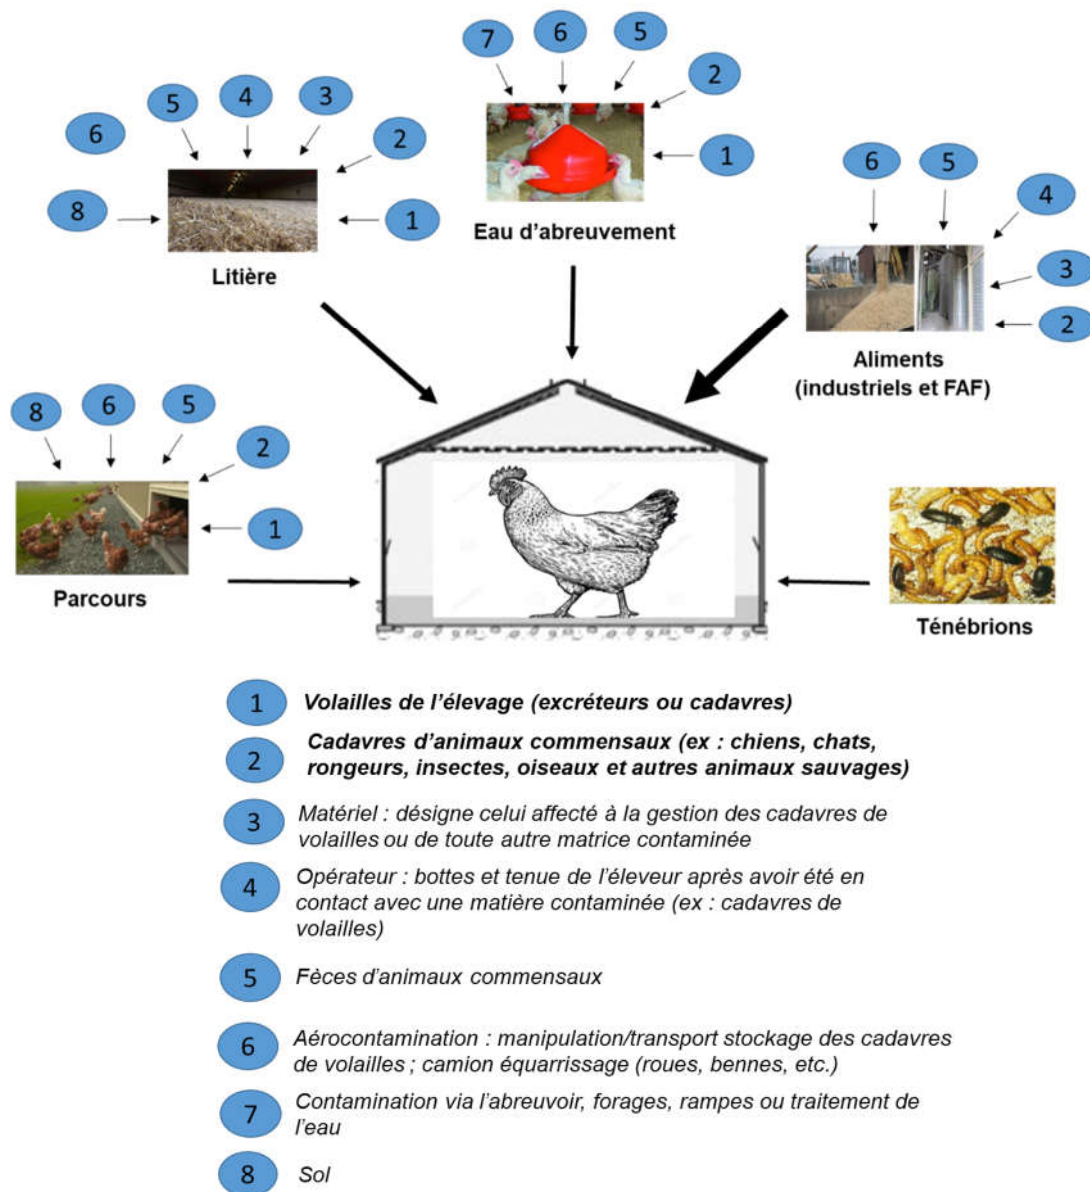 7
6
5
2
1
Eau d’abreuvement
6
5
4
3
2
1
8
Litière
6
5
4
3
2
Aliments
(industriels et FAF)
8
6
5
2
1
Parcours
Ténébrions
1 Volailles de l’élevage (excréteurs ou cadavres)
2 Cadavres d’animaux commensaux (ex : chiens, chats,
rongeurs, insectes, oiseaux et autres animaux sauvages)
3 Matériel : désigne celui affecté à la gestion des cadavres de
volailles ou de toute autre matrice contaminée
4 Opérateur : bottes et tenue de l’éleveur après avoir été en
contact avec une matière contaminée (ex : cadavres de
volailles)
5 Fèces d’animaux commensaux
6 Aérocontamination : manipulation/transport stockage des cadavres
de volailles ; camion équarrissage (roues, bennes, etc.)
7 Contamination via l’abreuvoir, forages, rampes ou traitement de
l’eau
8 Sol